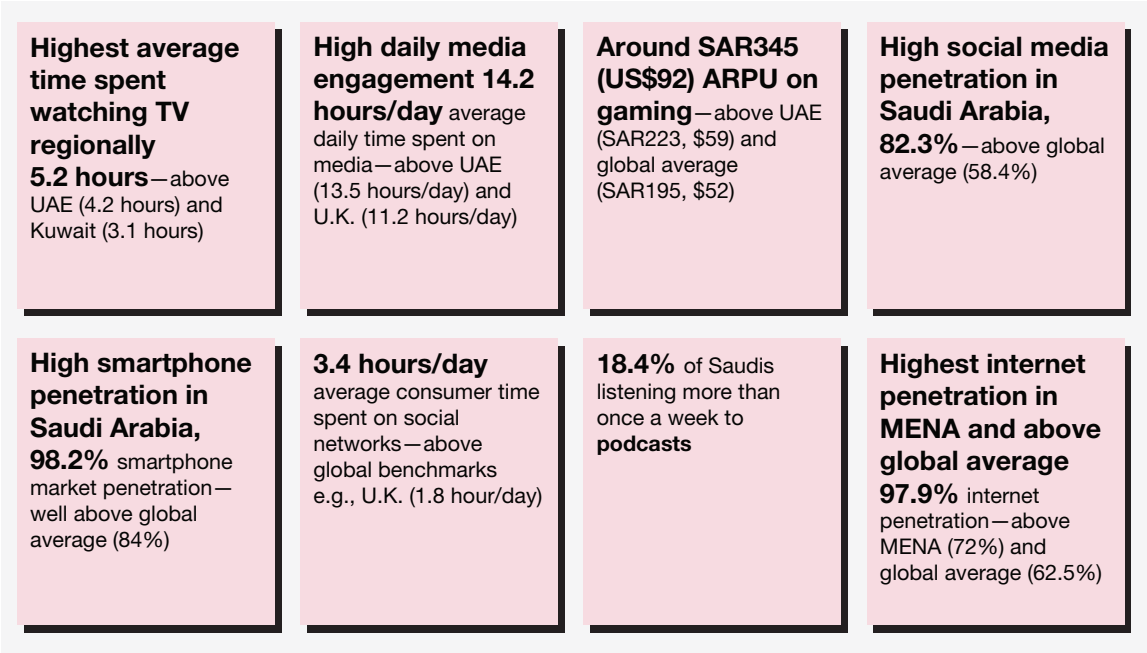 Highest average
time spent
watching TV
regionally
5.2 hours—above
UAE (4.2 hours) and
Kuwait (3.1 hours)
High daily media
engagement 14.2
hours/day average
daily time spent on
media—above UAE
(13.5 hours/day) and
U.K. (11.2 hours/day)
Around SAR345
(US$92) ARPU on
gaming—above UAE
(SAR223, $59) and
global average
(SAR195, $52)
High social media
penetration in
Saudi Arabia,
82.3%—above global
average (58.4%)
High smartphone
penetration in
Saudi Arabia,
98.2% smartphone
market penetration—
well above global
average (84%)
3.4 hours/day
average consumer time
spent on social
networks—above
global benchmarks
e.g., U.K. (1.8 hour/day)
18.4% of Saudis
listening more than
once a week to
podcasts
Highest internet
penetration in
MENA and above
global average
97.9% internet
penetration—above
MENA (72%) and
global average (62.5%)